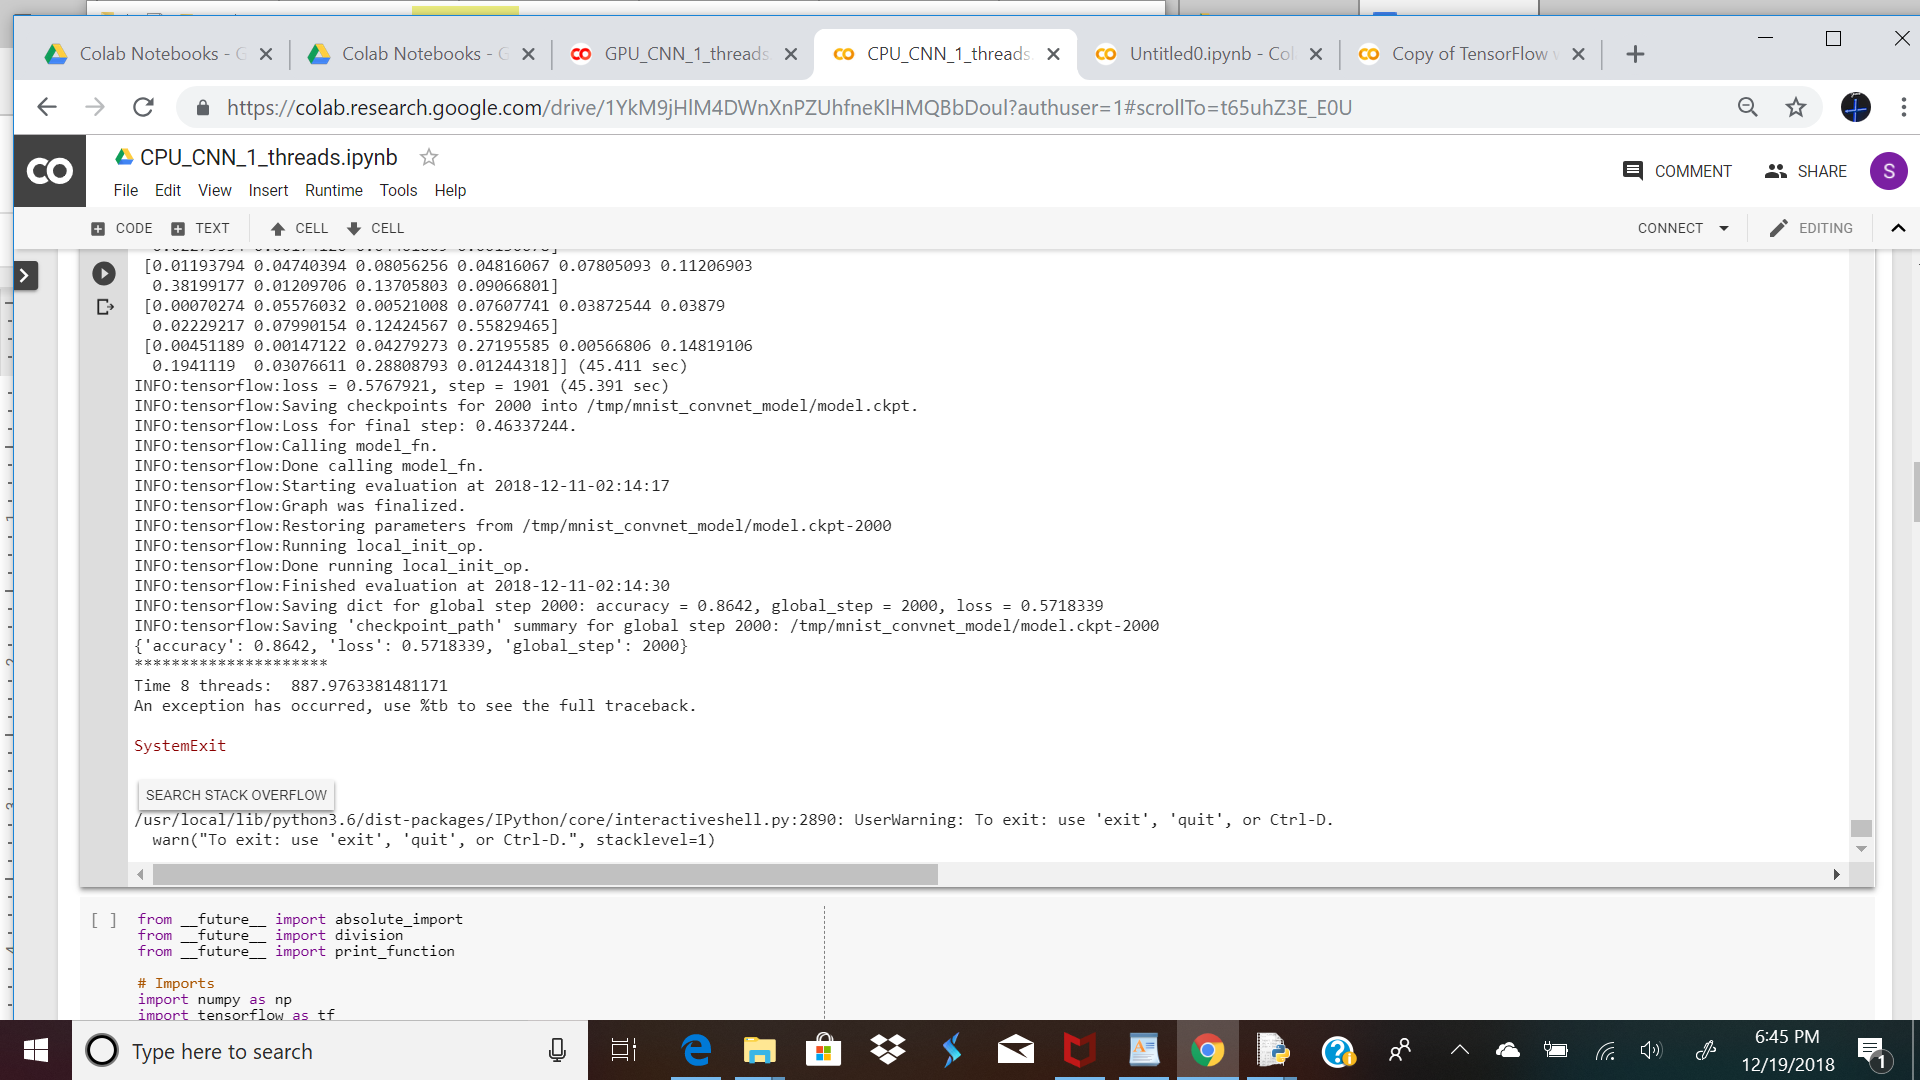 Colab Notebooks - G
Colab Notebooks - G
GPU_CNN_1_threads
CPU_CNN_1_threads.
Untitled0.ipynb - Col
Copy of TensorFlow
https://colab.research.google.com/drive/1YkM9jHlM4DWnXnPZUhfneKlHMQBbDoul?authuser=1#scrollTo=t65uhZ3E_E0U
CO
CPU_CNN_1_threads.ipynb
File Edit View Insert Runtime Tools Help
COMMENT
SHARE
S
CODE TEXT CELL CELL
CONNECT
EDITING
[0.01193794 0.04740394 0.08056256 0.04816067 0.07805093 0.11206903
0.38199177 0.01209706 0.13705803 0.09066801]
[0.00070274 0.05576032 0.00521008 0.07607741 0.03872544 0.03879
0.02229217 0.07990154 0.12424567 0.55829465]
[0.00451189 0.00147122 0.04279273 0.27195585 0.00566806 0.14819106
0.1941119  0.03076611 0.28808793 0.01244318]] (45.411 sec)
INFO:tensorflow:loss = 0.5767921, step = 1901 (45.391 sec)
INFO:tensorflow:Saving checkpoints for 2000 into /tmp/mnist_convnet_model/model.ckpt.
INFO:tensorflow:Loss for final step: 0.46337244.
INFO:tensorflow:Calling model_fn.
INFO:tensorflow:Done calling model_fn.
INFO:tensorflow:Starting evaluation at 2018-12-11-02:14:17
INFO:tensorflow:Graph was finalized.
INFO:tensorflow:Restoring parameters from /tmp/mnist_convnet_model/model.ckpt-2000
INFO:tensorflow:Running local_init_op.
INFO:tensorflow:Done running local_init_op.
INFO:tensorflow:Finished evaluation at 2018-12-11-02:14:30
INFO:tensorflow:Saving dict for global step 2000: accuracy = 0.8642, global_step = 2000, loss = 0.5718339
INFO:tensorflow:Saving 'checkpoint_path' summary for global step 2000: /tmp/mnist_convnet_model/model.ckpt-2000
{'accuracy': 0.8642, 'loss': 0.5718339, 'global_step': 2000}
*********************
Time 8 threads:  887.9763381481171
An exception has occurred, use %tb to see the full traceback.
SystemExit
SEARCH STACK OVERFLOW
/usr/local/lib/python3.6/dist-packages/IPython/core/interactiveshell.py:2890: UserWarning: To exit: use 'exit', 'quit', or Ctrl-D.
warn("To exit: use 'exit', 'quit', or Ctrl-D.", stacklevel=1)
[ ] from __future__ import absolute_import
from __future__ import division
from __future__ import print_function
# Imports
import numpy as np
import tensorflow as tf
Type here to search
6:45 PM
12/19/2018
1